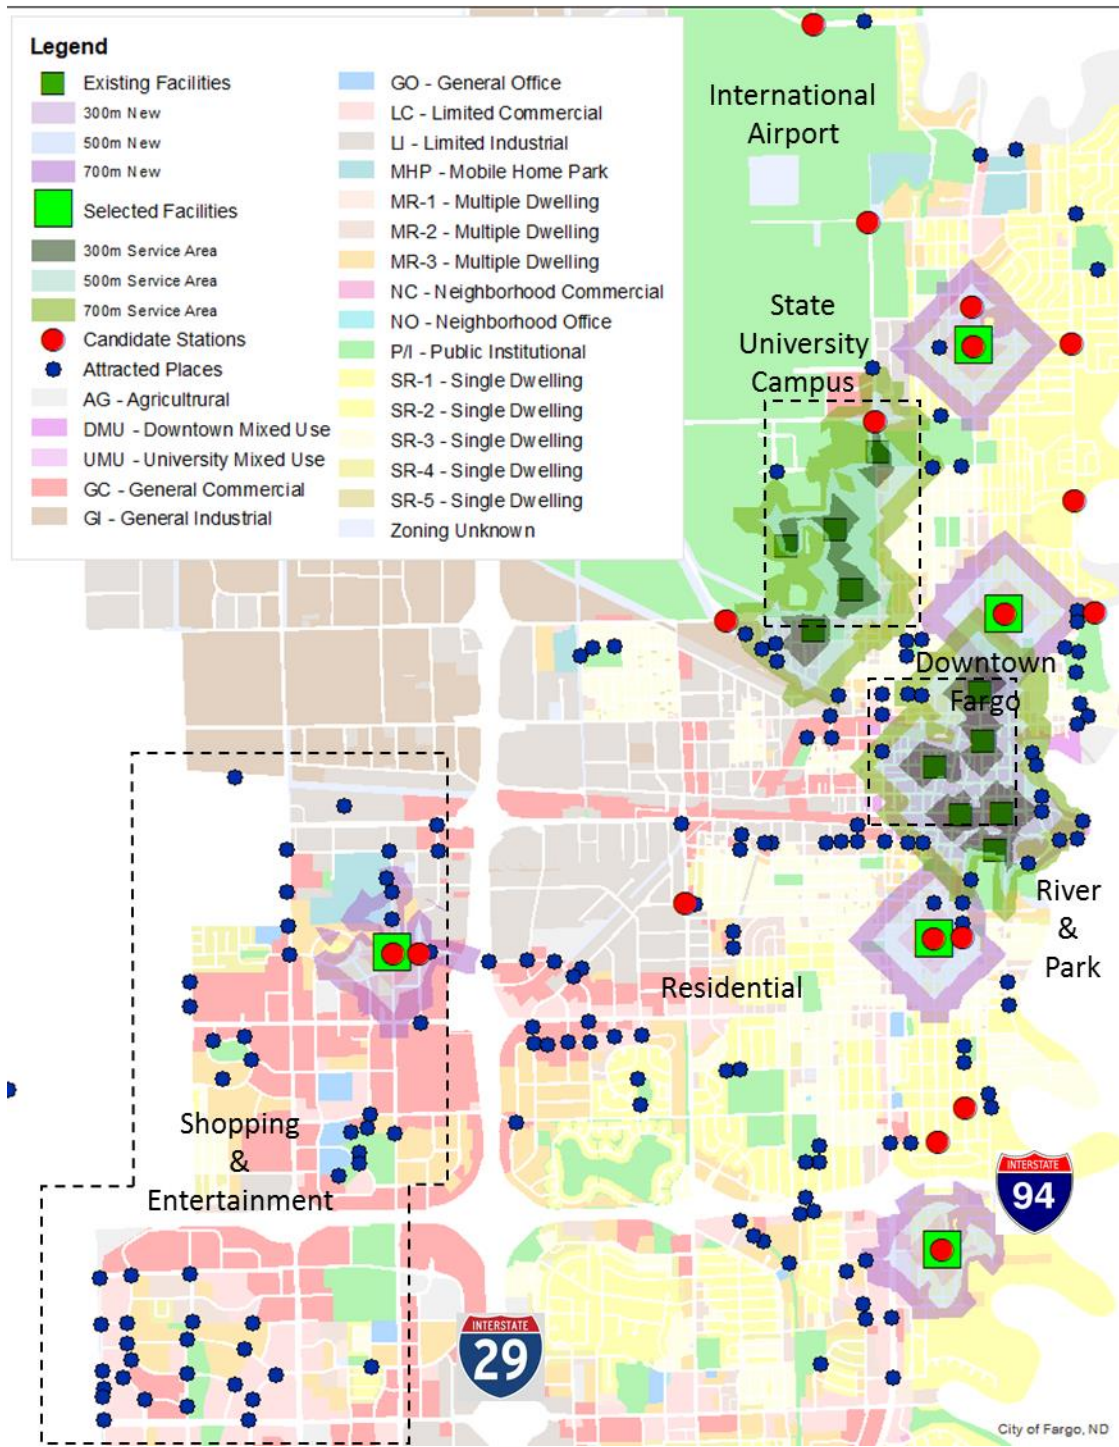 Legend
Existing Facilities
300m New
500m New
700m New
Selected Facilities
300m Service Area
500m Service Area
700m Service Area
Candidate Stations
Attracted Places
AG - Agricultrural
DMU - Downtown Mixed Use
UMU - University Mixed Use
GC - General Commercial
GI - General Industrial
GO - General Office
LC - Limited Commercial
LI - Limited Industrial
MHP - Mobile Home Park
MR-1 - Multiple Dwelling
MR-2 - Multiple Dwelling
MR-3 - Multiple Dwelling
NC - Neighborhood Commercial
NO - Neighborhood Office
P/I - Public Institutional
SR-1 - Single Dwelling
SR-2 - Single Dwelling
SR-3 - Single Dwelling
SR-4 - Single Dwelling
SR-5 - Single Dwelling
Zoning Unknown
International
Airport
State
University
Campus
Downtown
Fargo
River
&
Park
Residential
Shopping
&
Entertainment
INTERSTATE
94
INTERSTATE
29
City of Fargo, ND